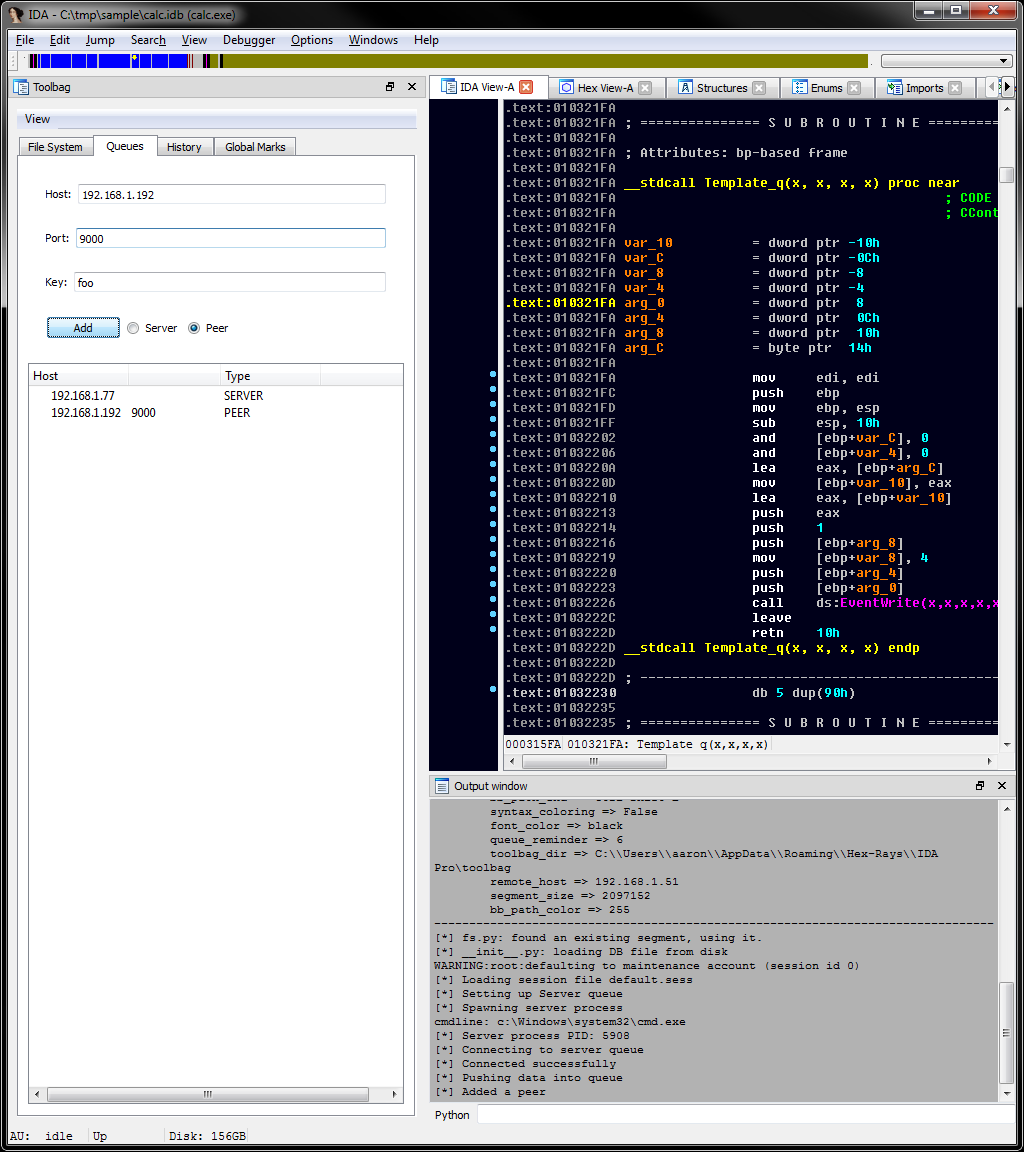 IDA - C:\tmp\sample\calc.idb (calc.exe)
File Edit Jump Search View Debugger Options Windows Help
Toolbag
View
File System Queues History Global Marks
Host: 192.168.1.192
Port: 9000
Key: foo
Add Server Peer
Host Type
192.168.1.77 SERVER
192.168.1.192 9000 PEER
IDA View-A Hex View-A Structures Enums Imports
.text:010321FA
.text:010321FA ; =============== S U B R O U T I N E =========
.text:010321FA
.text:010321FA ; Attributes: bp-based frame
.text:010321FA
.text:010321FA __stdcall Template_q(x, x, x, x) proc near
.text:010321FA ; CODE
.text:010321FA ; CCont
.text:010321FA
.text:010321FA var_10 = dword ptr -10h
.text:010321FA var_C = dword ptr -0Ch
.text:010321FA var_8 = dword ptr -8
.text:010321FA var_4 = dword ptr -4
.text:010321FA arg_0 = dword ptr 8
.text:010321FA arg_4 = dword ptr 0Ch
.text:010321FA arg_8 = dword ptr 10h
.text:010321FA arg_C = byte ptr 14h
.text:010321FA
.text:010321FA mov edi, edi
.text:010321FC push ebp
.text:010321FD mov ebp, esp
.text:010321FF sub esp, 10h
.text:01032202 and [ebp+var_C], 0
.text:01032206 and [ebp+var_4], 0
.text:0103220A lea eax, [ebp+arg_C]
.text:0103220D mov [ebp+var_10], eax
.text:01032210 lea eax, [ebp+var_10]
.text:01032213 push eax
.text:01032214 push 1
.text:01032216 push [ebp+arg_8]
.text:01032219 mov [ebp+var_8], 4
.text:01032220 push [ebp+arg_4]
.text:01032223 push [ebp+arg_0]
.text:01032226 call ds:EventWrite(x,x,x,x,x
.text:0103222C leave
.text:0103222D retn 10h
.text:0103222D __stdcall Template_q(x, x, x, x) endp
.text:0103222D
.text:0103222D ; ---------------------------------------------
.text:01032230 db 5 dup(90h)
.text:01032235
.text:01032235 ; =============== S U B R O U T I N E =========
000315FA 010321FA: Template q(x,x,x,x)
Output window
syntax_coloring => False
font_color => black
queue_reminder => 6
toolbag_dir => C:\\Users\\aaron\\AppData\\Roaming\\Hex-Rays\\IDA
Pro\toolbag
remote_host => 192.168.1.51
segment_size => 2097152
bb_path_color => 255
--------------------------------------------------------------------------------
[*] fs.py: found an existing segment, using it.
[*] __init__.py: loading DB file from disk
WARNING:root:defaulting to maintenance account (session id 0)
[*] Loading session file default.sess
[*] Setting up Server queue
[*] Spawning server process
cmdline: c:\Windows\system32\cmd.exe
[*] Server process PID: 5908
[*] Connecting to server queue
[*] Connected successfully
[*] Pushing data into queue
[*] Added a peer
Python
AU: idle Up Disk: 156GB